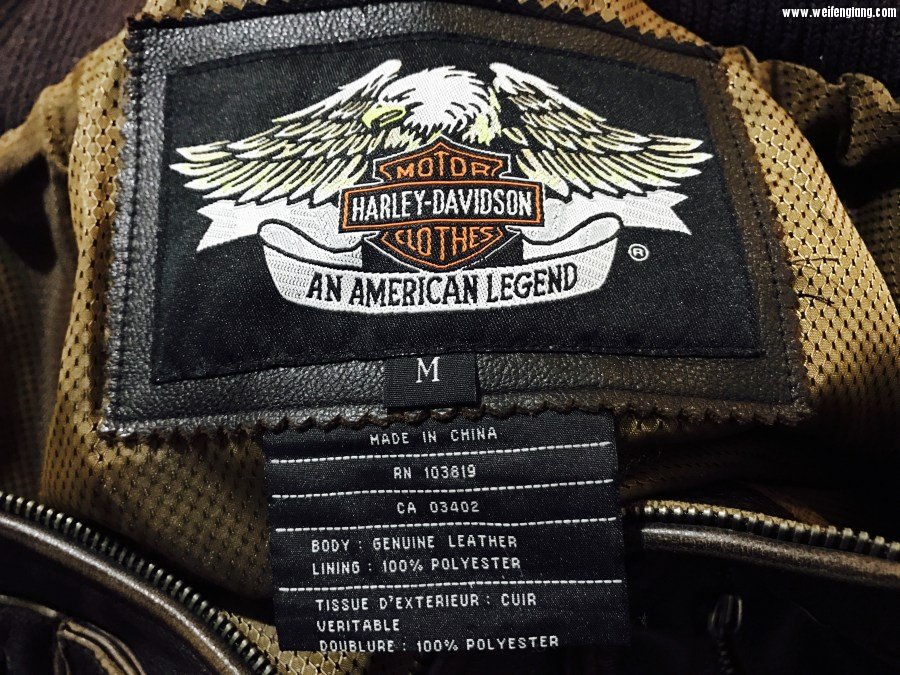 www.weifengtang.com
MOTOR
HARLEY-DAVIDSON
CLOTHES
AN AMERICAN LEGEND
®
M
MADE IN CHINA
RN 103819
CA 03402
BODY : GENUINE LEATHER
LINING : 100% POLYESTER
TISSUE D'EXTERIEUR : CUIR
VERITABLE
DOUBLURE : 100% POLYESTER